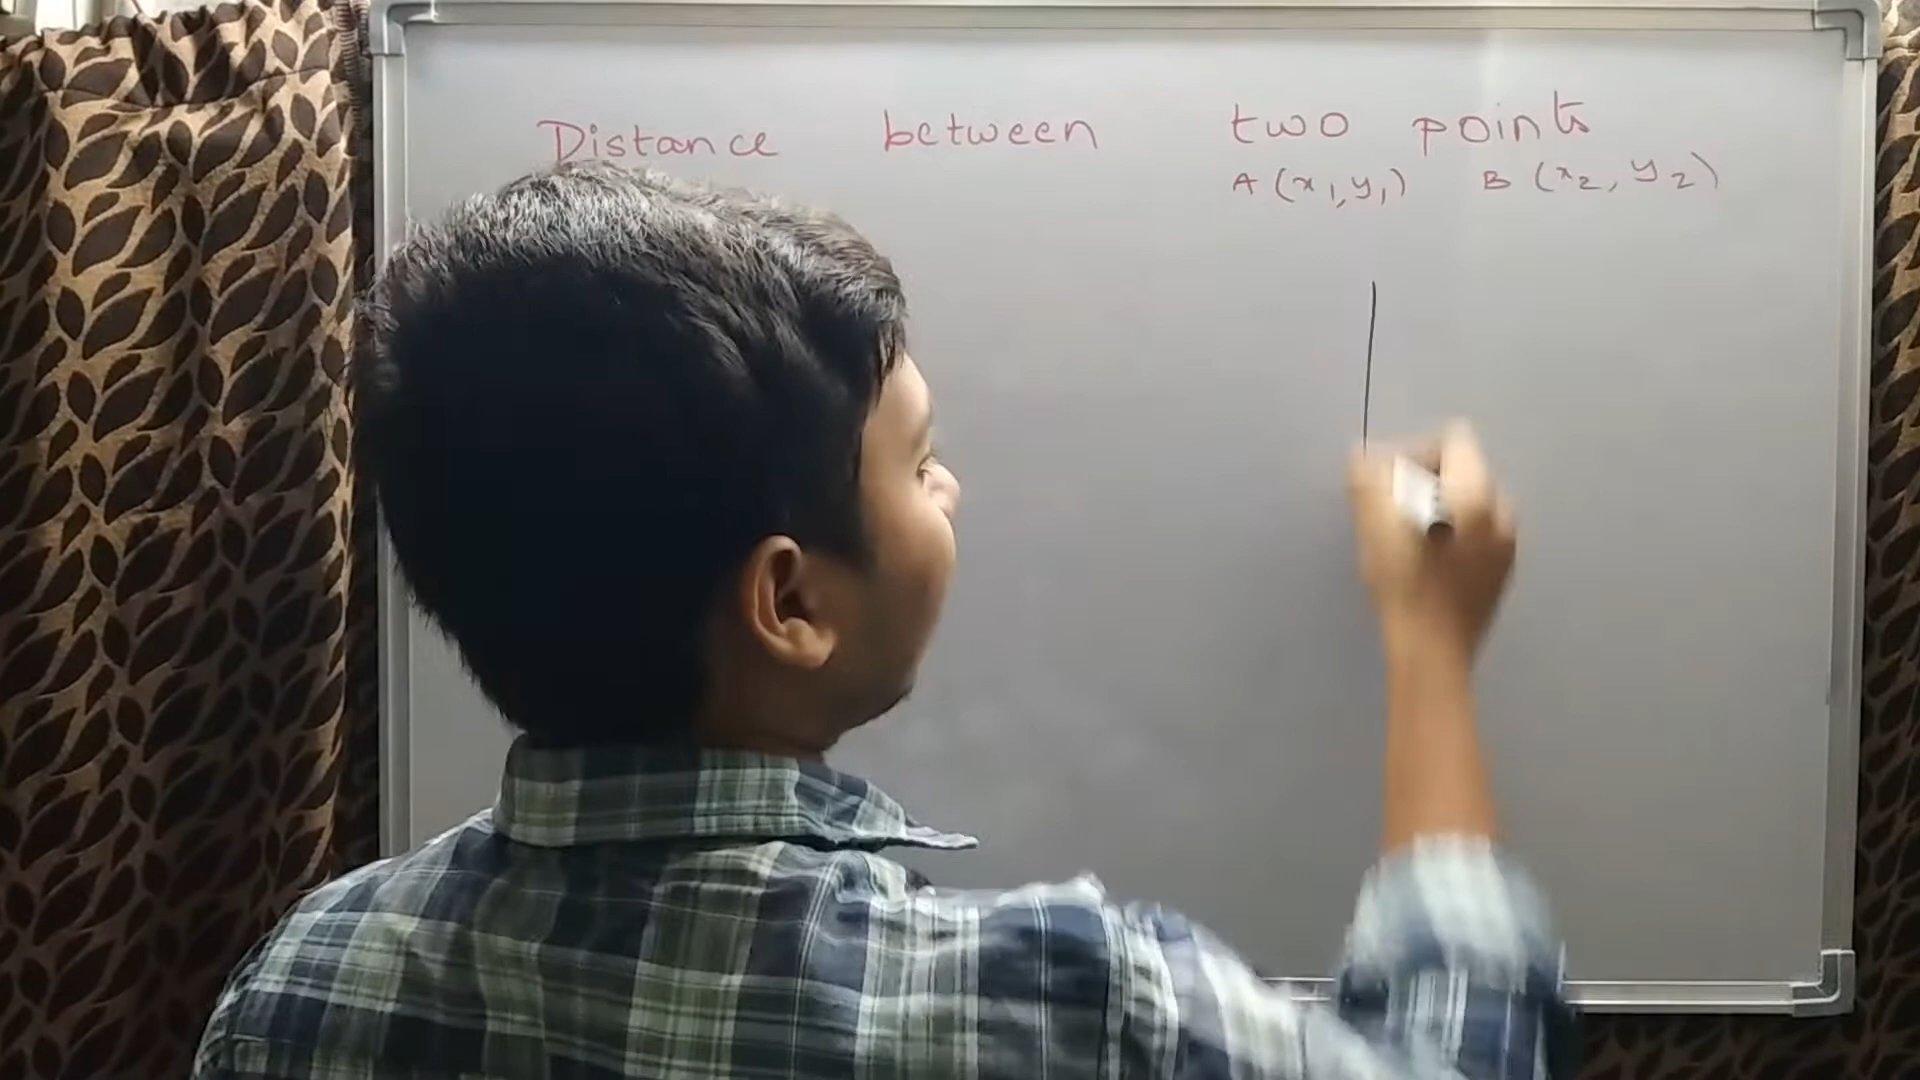 Distance between two points
A (x₁, y₁) B (x₂, y₂)